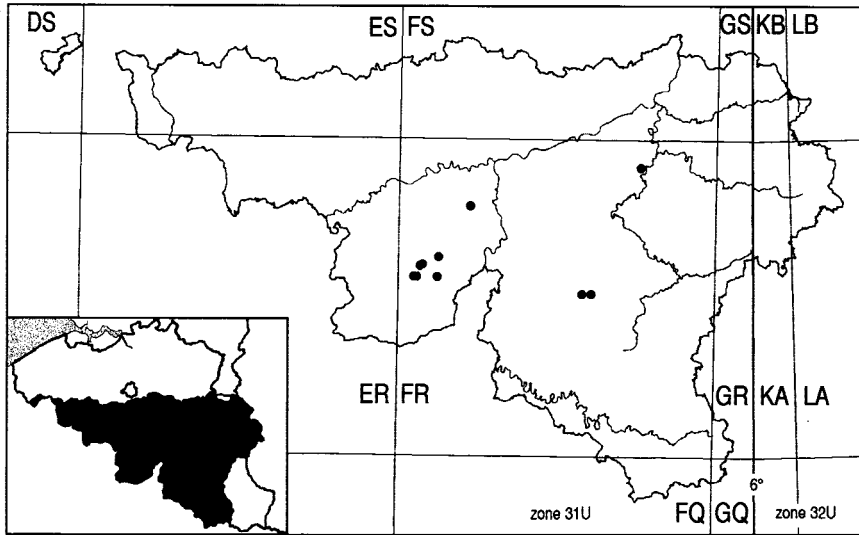 DS ES FS GS KB LB
ER FR GR KA LA
6°
zone 31U FQ GQ zone 32U